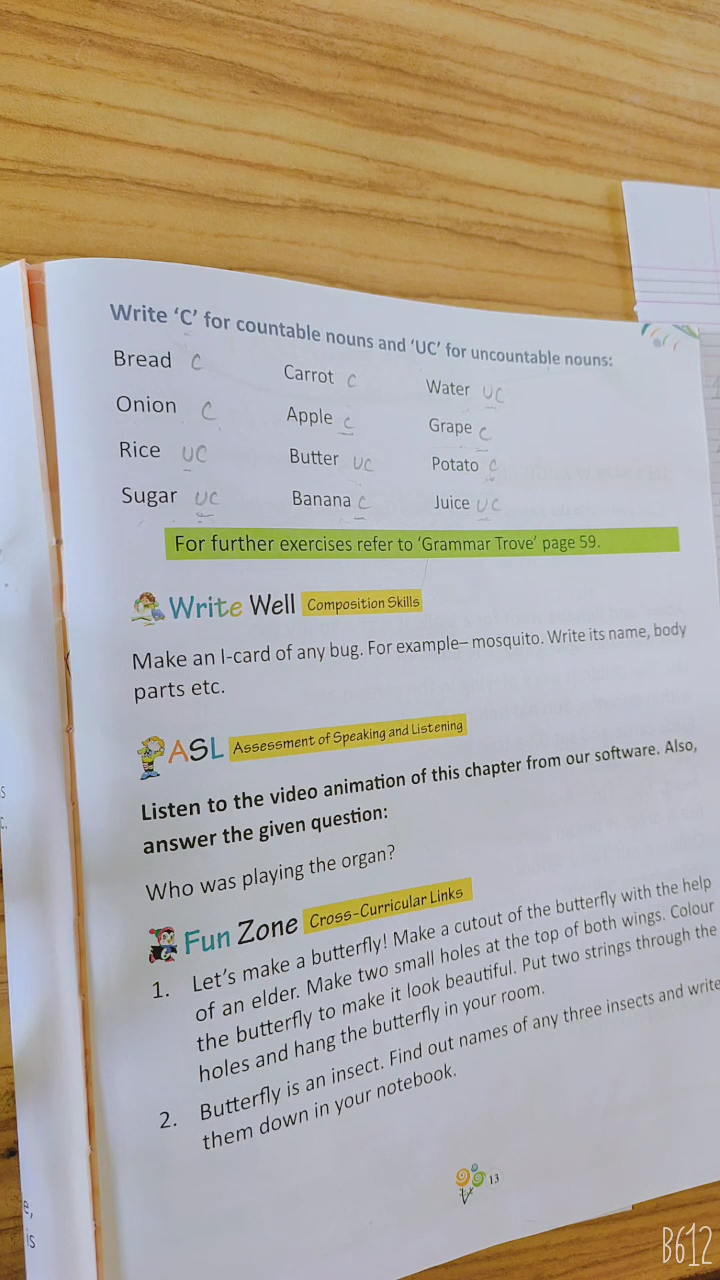 Write ‘C’ for countable nouns and ‘UC’ for uncountable nouns:
Bread C Carrot C Water UC
Onion C Apple C Grape C
Rice UC Butter UC Potato C
Sugar UC Banana C Juice UC
For further exercises refer to ‘Grammar Trove’ page 59.
Write Well Composition Skills
Make an I-card of any bug. For example– mosquito. Write its name, body
parts etc.
ASL Assessment of Speaking and Listening
Listen to the video animation of this chapter from our software. Also,
answer the given question:
Who was playing the organ?
Fun Zone Cross-Curricular Links
1. Let's make a butterfly! Make a cutout of the butterfly with the help
of an elder. Make two small holes at the top of both wings. Colour
the butterfly to make it look beautiful. Put two strings through the
holes and hang the butterfly in your room.
2. Butterfly is an insect. Find out names of any three insects and write
them down in your notebook.
13
B612